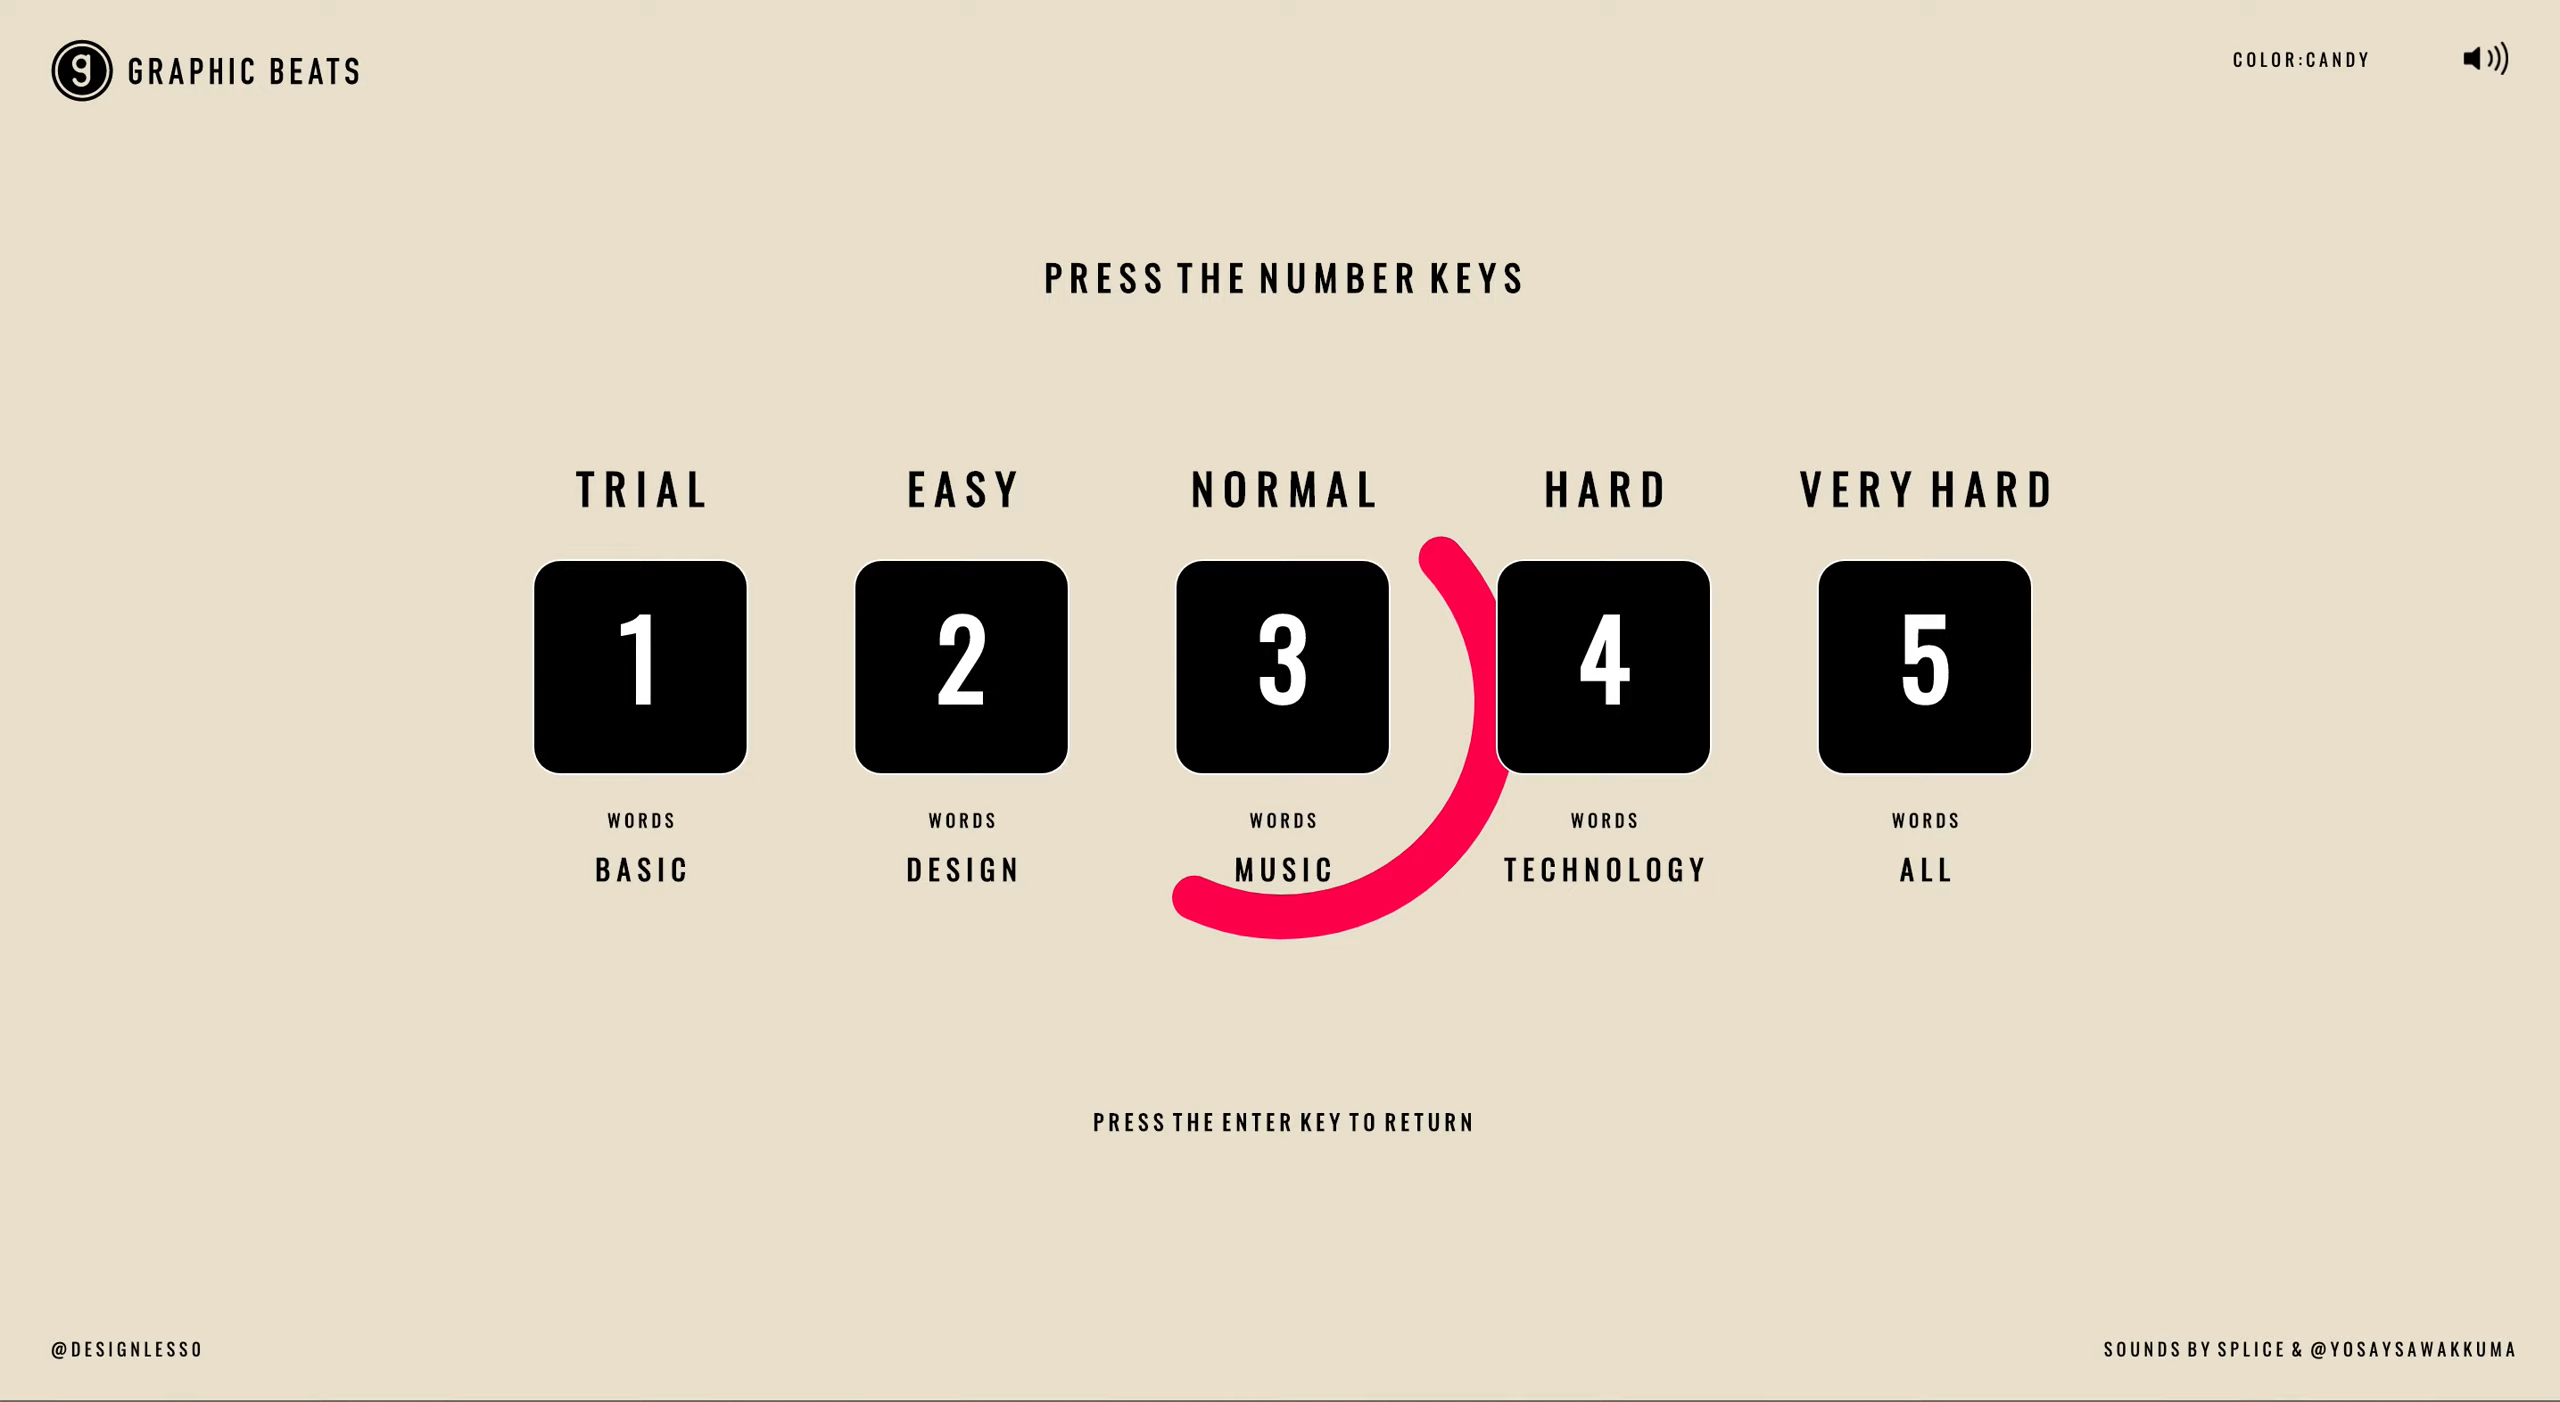 g GRAPHIC BEATS
COLOR:CANDY
PRESS THE NUMBER KEYS
TRIAL
1
WORDS
BASIC
EASY
2
WORDS
DESIGN
NORMAL
3
WORDS
MUSIC
HARD
4
WORDS
TECHNOLOGY
VERY HARD
5
WORDS
ALL
PRESS THE ENTER KEY TO RETURN
@DESIGNLESSO
SOUNDS BY SPLICE & @YOSAYSAWAKKUMA